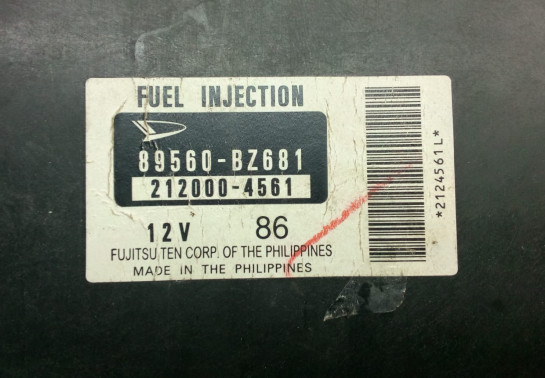 FUEL INJECTION
89560-BZ681
212000-4561
12V 86
FUJITSU TEN CORP. OF THE PHILIPPINES
MADE IN THE PHILIPPINES
*2124561L*